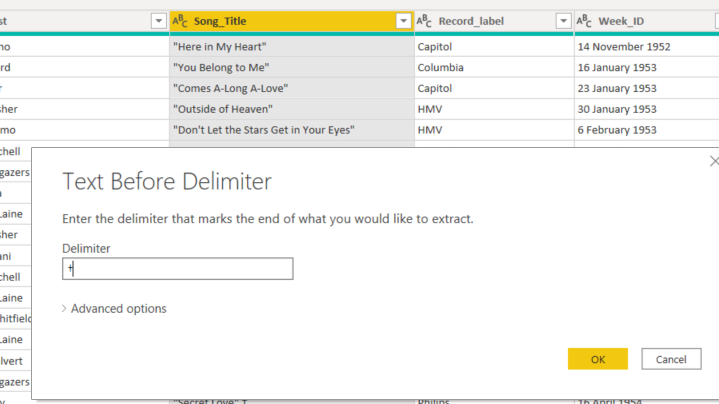 st Song_Title Record_label Week_ID
no "Here in My Heart" Capitol 14 November 1952
rd "You Belong to Me" Columbia 16 January 1953
r "Comes A-Long A-Love" Capitol 23 January 1953
sher "Outside of Heaven" HMV 30 January 1953
mo "Don't Let the Stars Get in Your Eyes" HMV 6 February 1953
chell
gazers
a
Laine
sher
ani
chell
Laine
hitfield
Laine
lvert
gazers
Text Before Delimiter
Enter the delimiter that marks the end of what you would like to extract.
Delimiter
†
Advanced options
OK Cancel
y "Secret Love" T Philips 16 April 1954